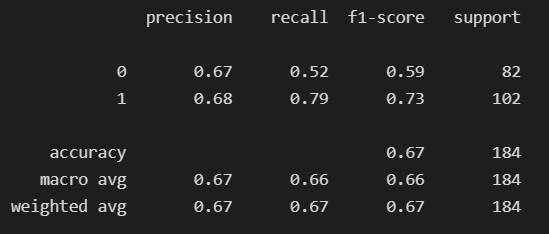 precision recall f1-score support
0 0.67 0.52 0.59 82
1 0.68 0.79 0.73 102
accuracy 0.67 184
macro avg 0.67 0.66 0.66 184
weighted avg 0.67 0.67 0.67 184